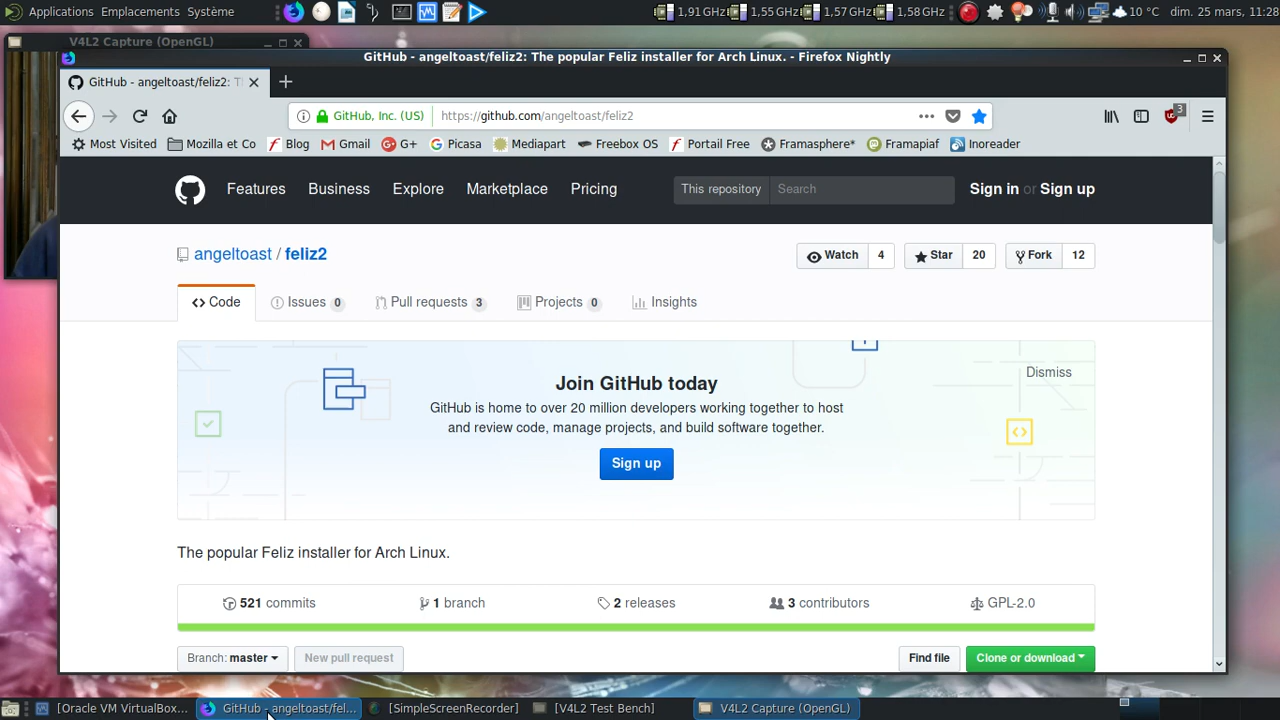 Applications Emplacements Système 1,91 GHz 1,55 GHz 1,57 GHz 1,58 GHz 10 °C dim. 25 mars, 11:28
V4L2 Capture (OpenGL)
GitHub - angeltoast/feliz2: The popular Feliz installer for Arch Linux. - Firefox Nightly
GitHub - angeltoast/feliz2: T
GitHub, Inc. (US) https://github.com/angeltoast/feliz2 3
Most Visited Mozilla et Co Blog Gmail G+ Picasa Mediapart Freebox OS Portail Free Framasphere* Framapiaf Inoreader
Features Business Explore Marketplace Pricing This repository Search Sign in or Sign up
angeltoast / feliz2 Watch 4 Star 20 Fork 12
Code Issues 0 Pull requests 3 Projects 0 Insights
Join GitHub today
Dismiss
GitHub is home to over 20 million developers working together to host
and review code, manage projects, and build software together.
Sign up
The popular Feliz installer for Arch Linux.
521 commits 1 branch 2 releases 3 contributors GPL-2.0
Branch: master New pull request Find file Clone or download
[Oracle VM VirtualBox... GitHub - angeltoast/fel... [SimpleScreenRecorder] [V4L2 Test Bench] V4L2 Capture (OpenGL)